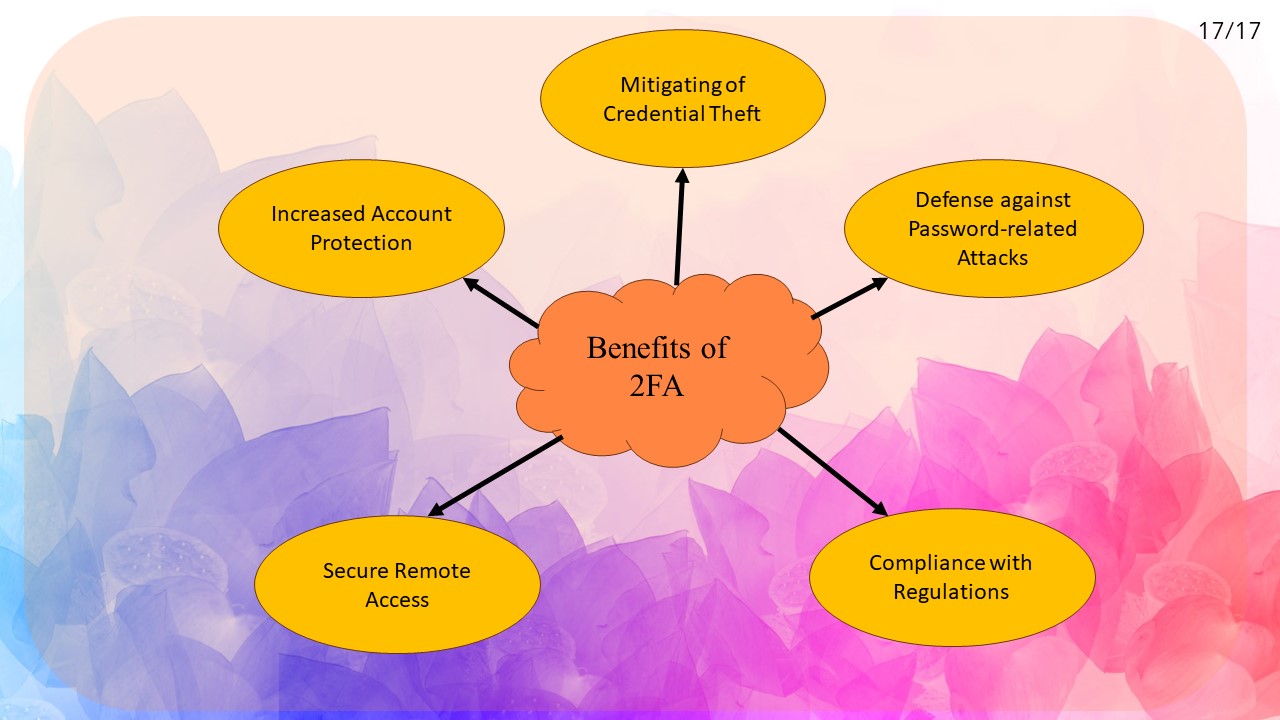 17/17
Mitigating of
Credential Theft
Increased Account
Protection
Defense against
Password-related
Attacks
Benefits of
2FA
Secure Remote
Access
Compliance with
Regulations